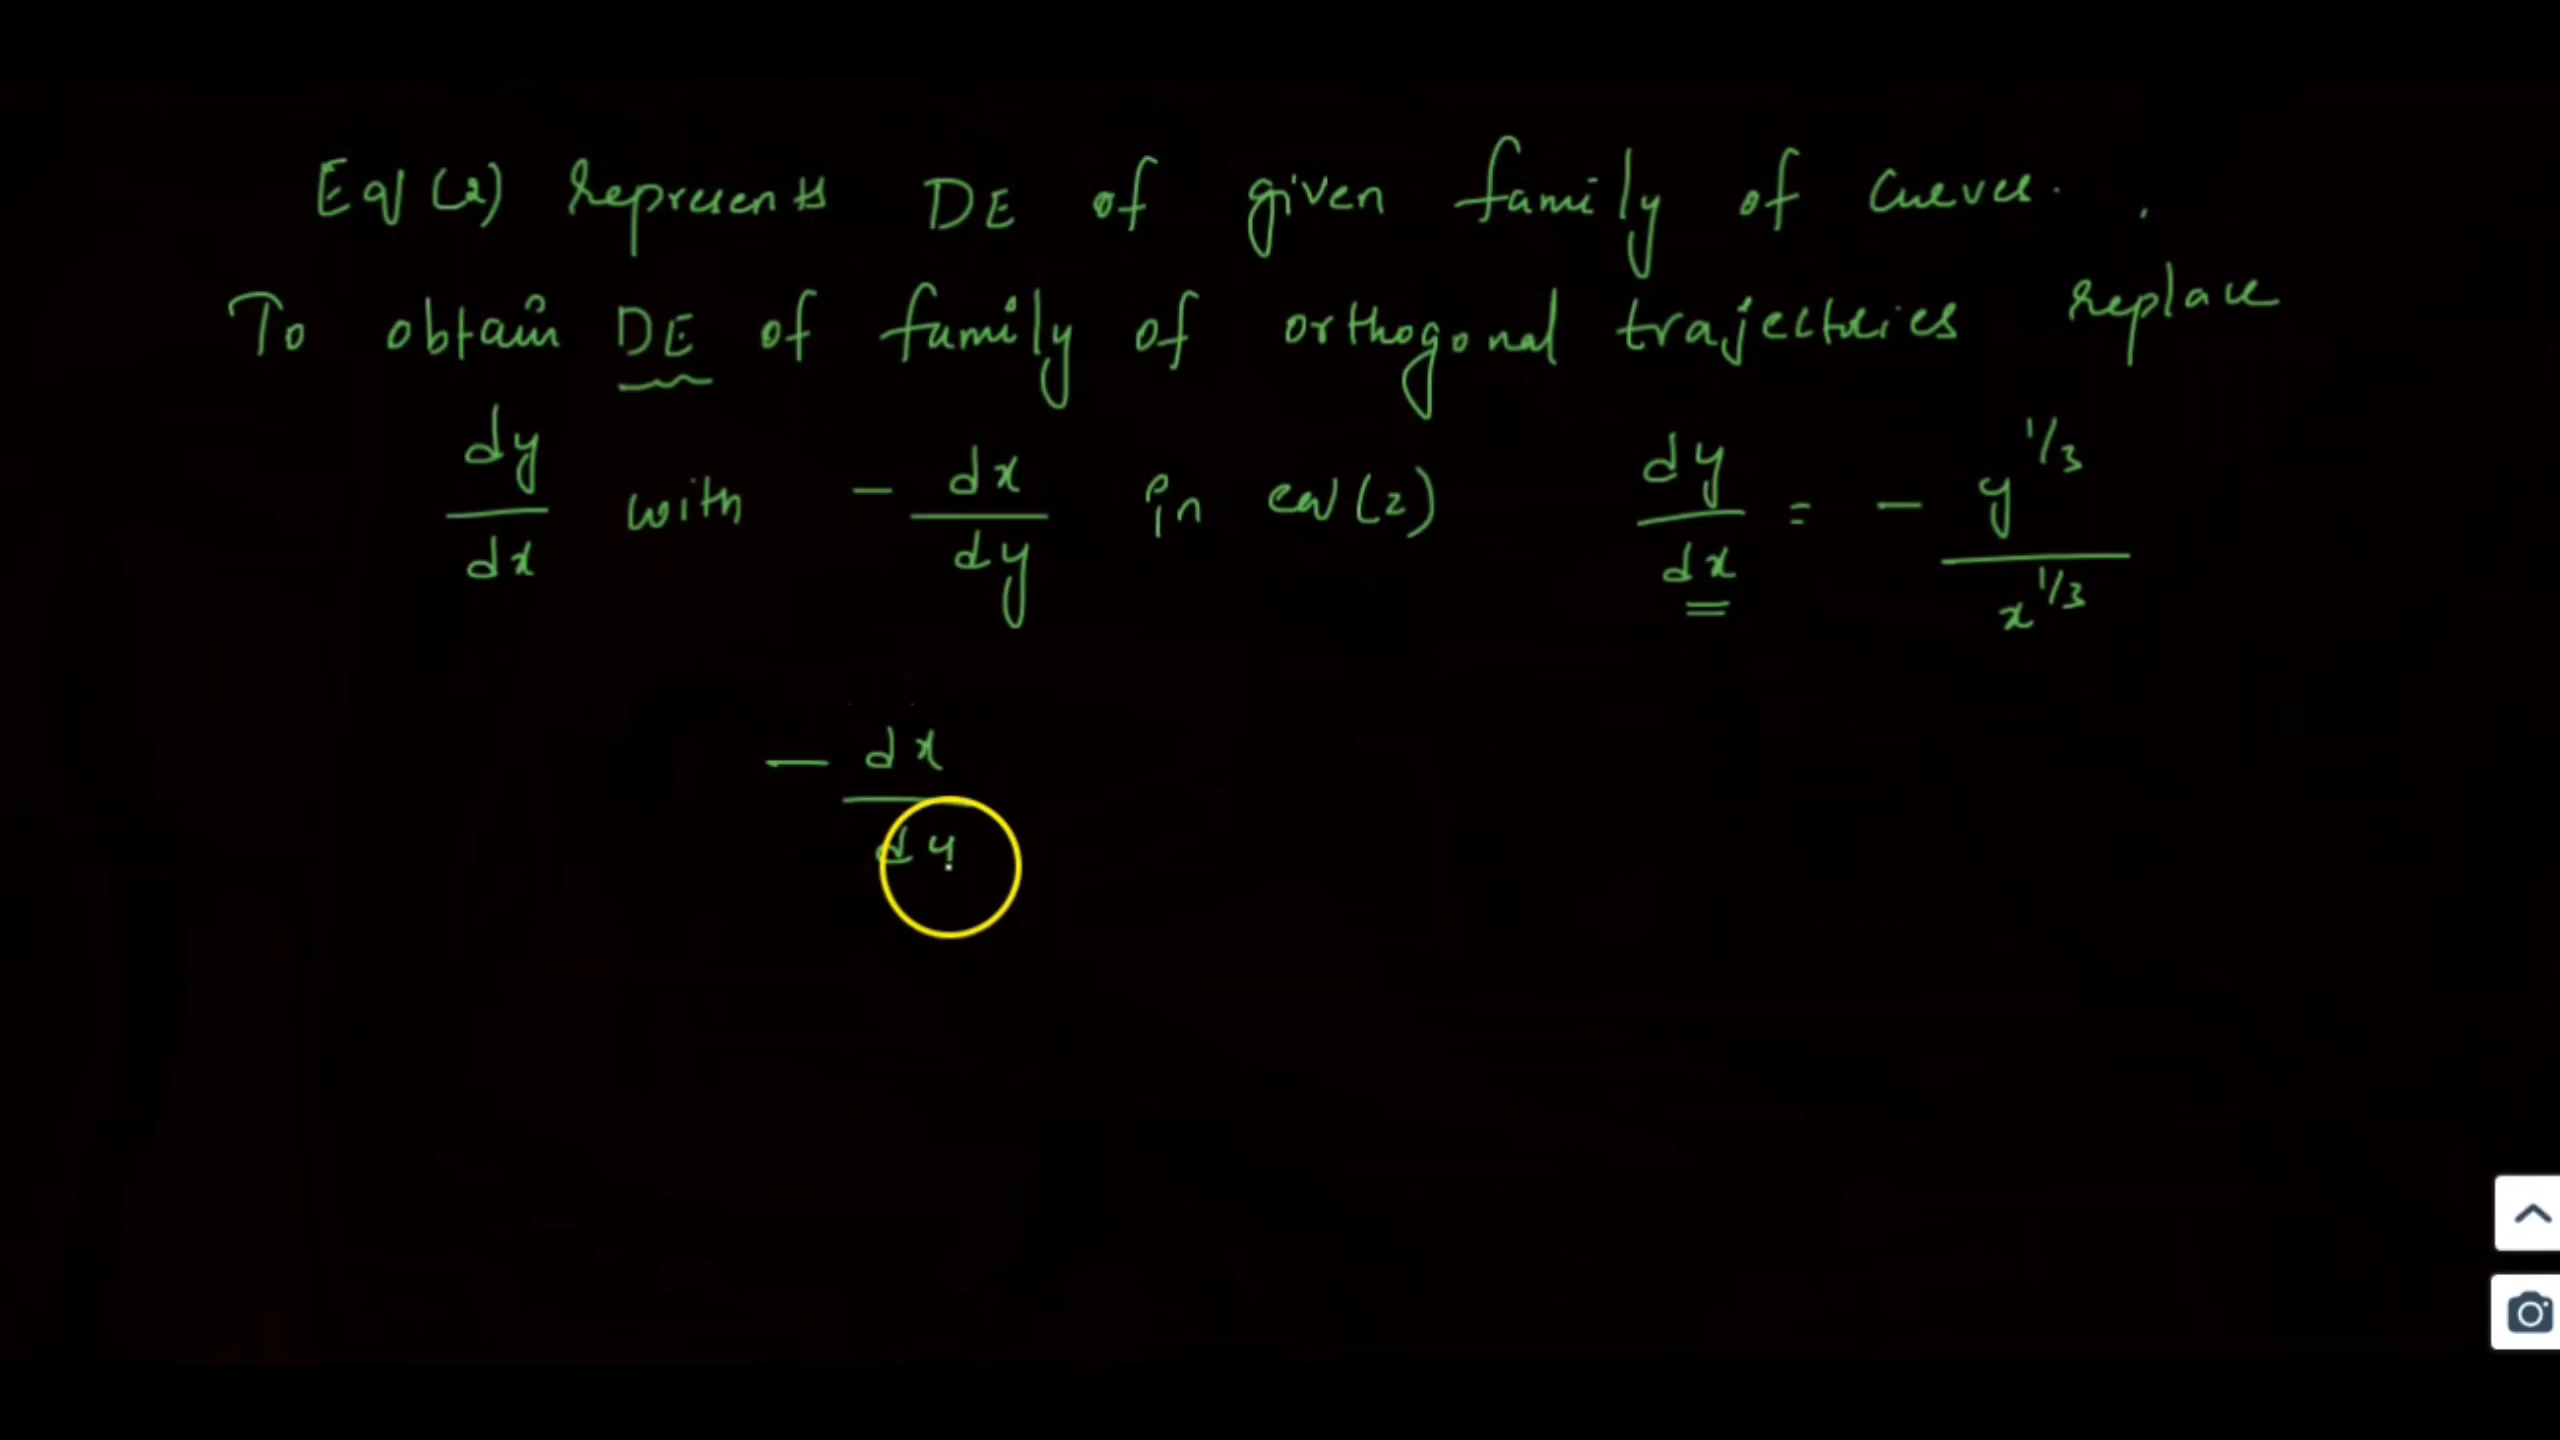 Eq (2) represents DE of given family of curves.
To obtain DE of family of orthogonal trajectories replace
dy/dx with - dx/dy in eq (2) dy/dx = - y^1/3 / x^1/3
- dx/dy